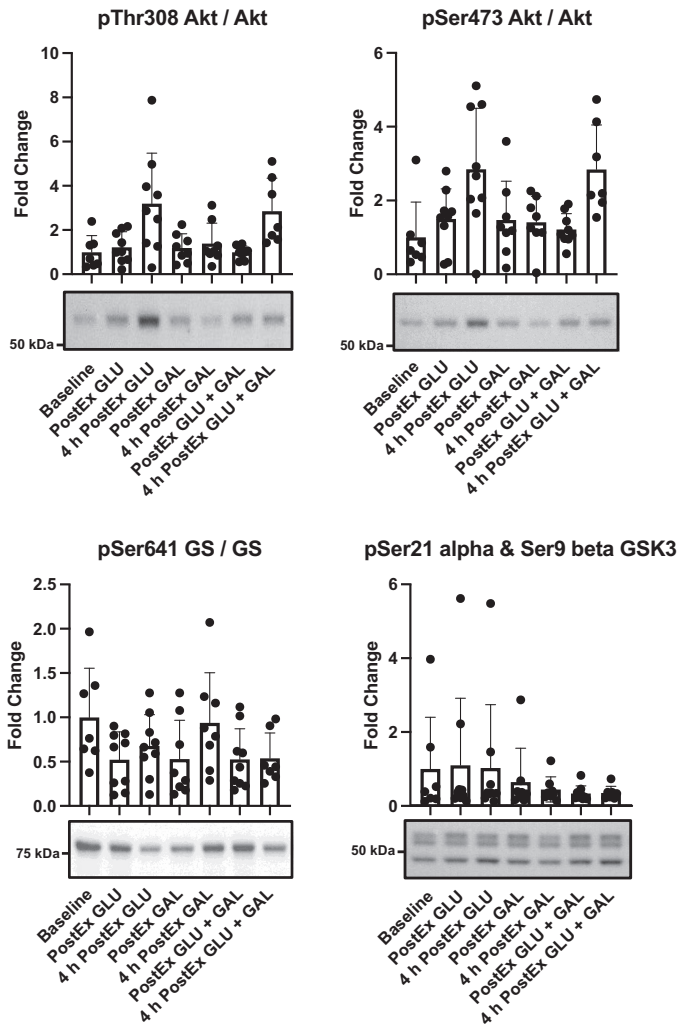 pThr308 Akt / Akt
Fold Change
10
8
6
4
2
0
50 kDa
Baseline
PostEx GLU
4 h PostEx GLU
PostEx GAL
4 h PostEx GAL
PostEx GLU + GAL
4 h PostEx GLU + GAL
pSer473 Akt / Akt
Fold Change
6
4
2
0
50 kDa
Baseline
PostEx GLU
4 h PostEx GLU
PostEx GAL
4 h PostEx GAL
PostEx GLU + GAL
4 h PostEx GLU + GAL
pSer641 GS / GS
Fold Change
2.5
2.0
1.5
1.0
0.5
0.0
75 kDa
Baseline
PostEx GLU
4 h PostEx GLU
PostEx GAL
4 h PostEx GAL
PostEx GLU + GAL
4 h PostEx GLU + GAL
pSer21 alpha & Ser9 beta GSK3
Fold Change
6
4
2
0
50 kDa
Baseline
PostEx GLU
4 h PostEx GLU
PostEx GAL
4 h PostEx GAL
PostEx GLU + GAL
4 h PostEx GLU + GAL